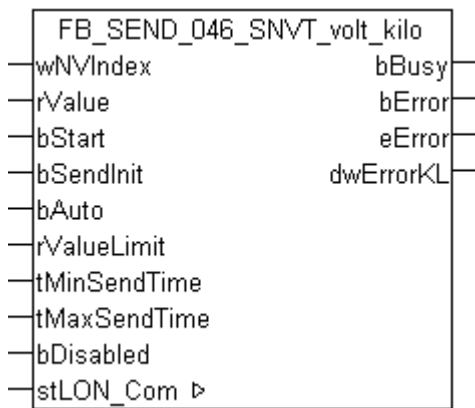 FB_SEND_046_SNVT_volt_kilo
wNVIndex bBusy
rValue bError
bStart eError
bSendInit dwErrorKL
bAuto
rValueLimit
tMinSendTime
tMaxSendTime
bDisabled
stLON_Com ▷